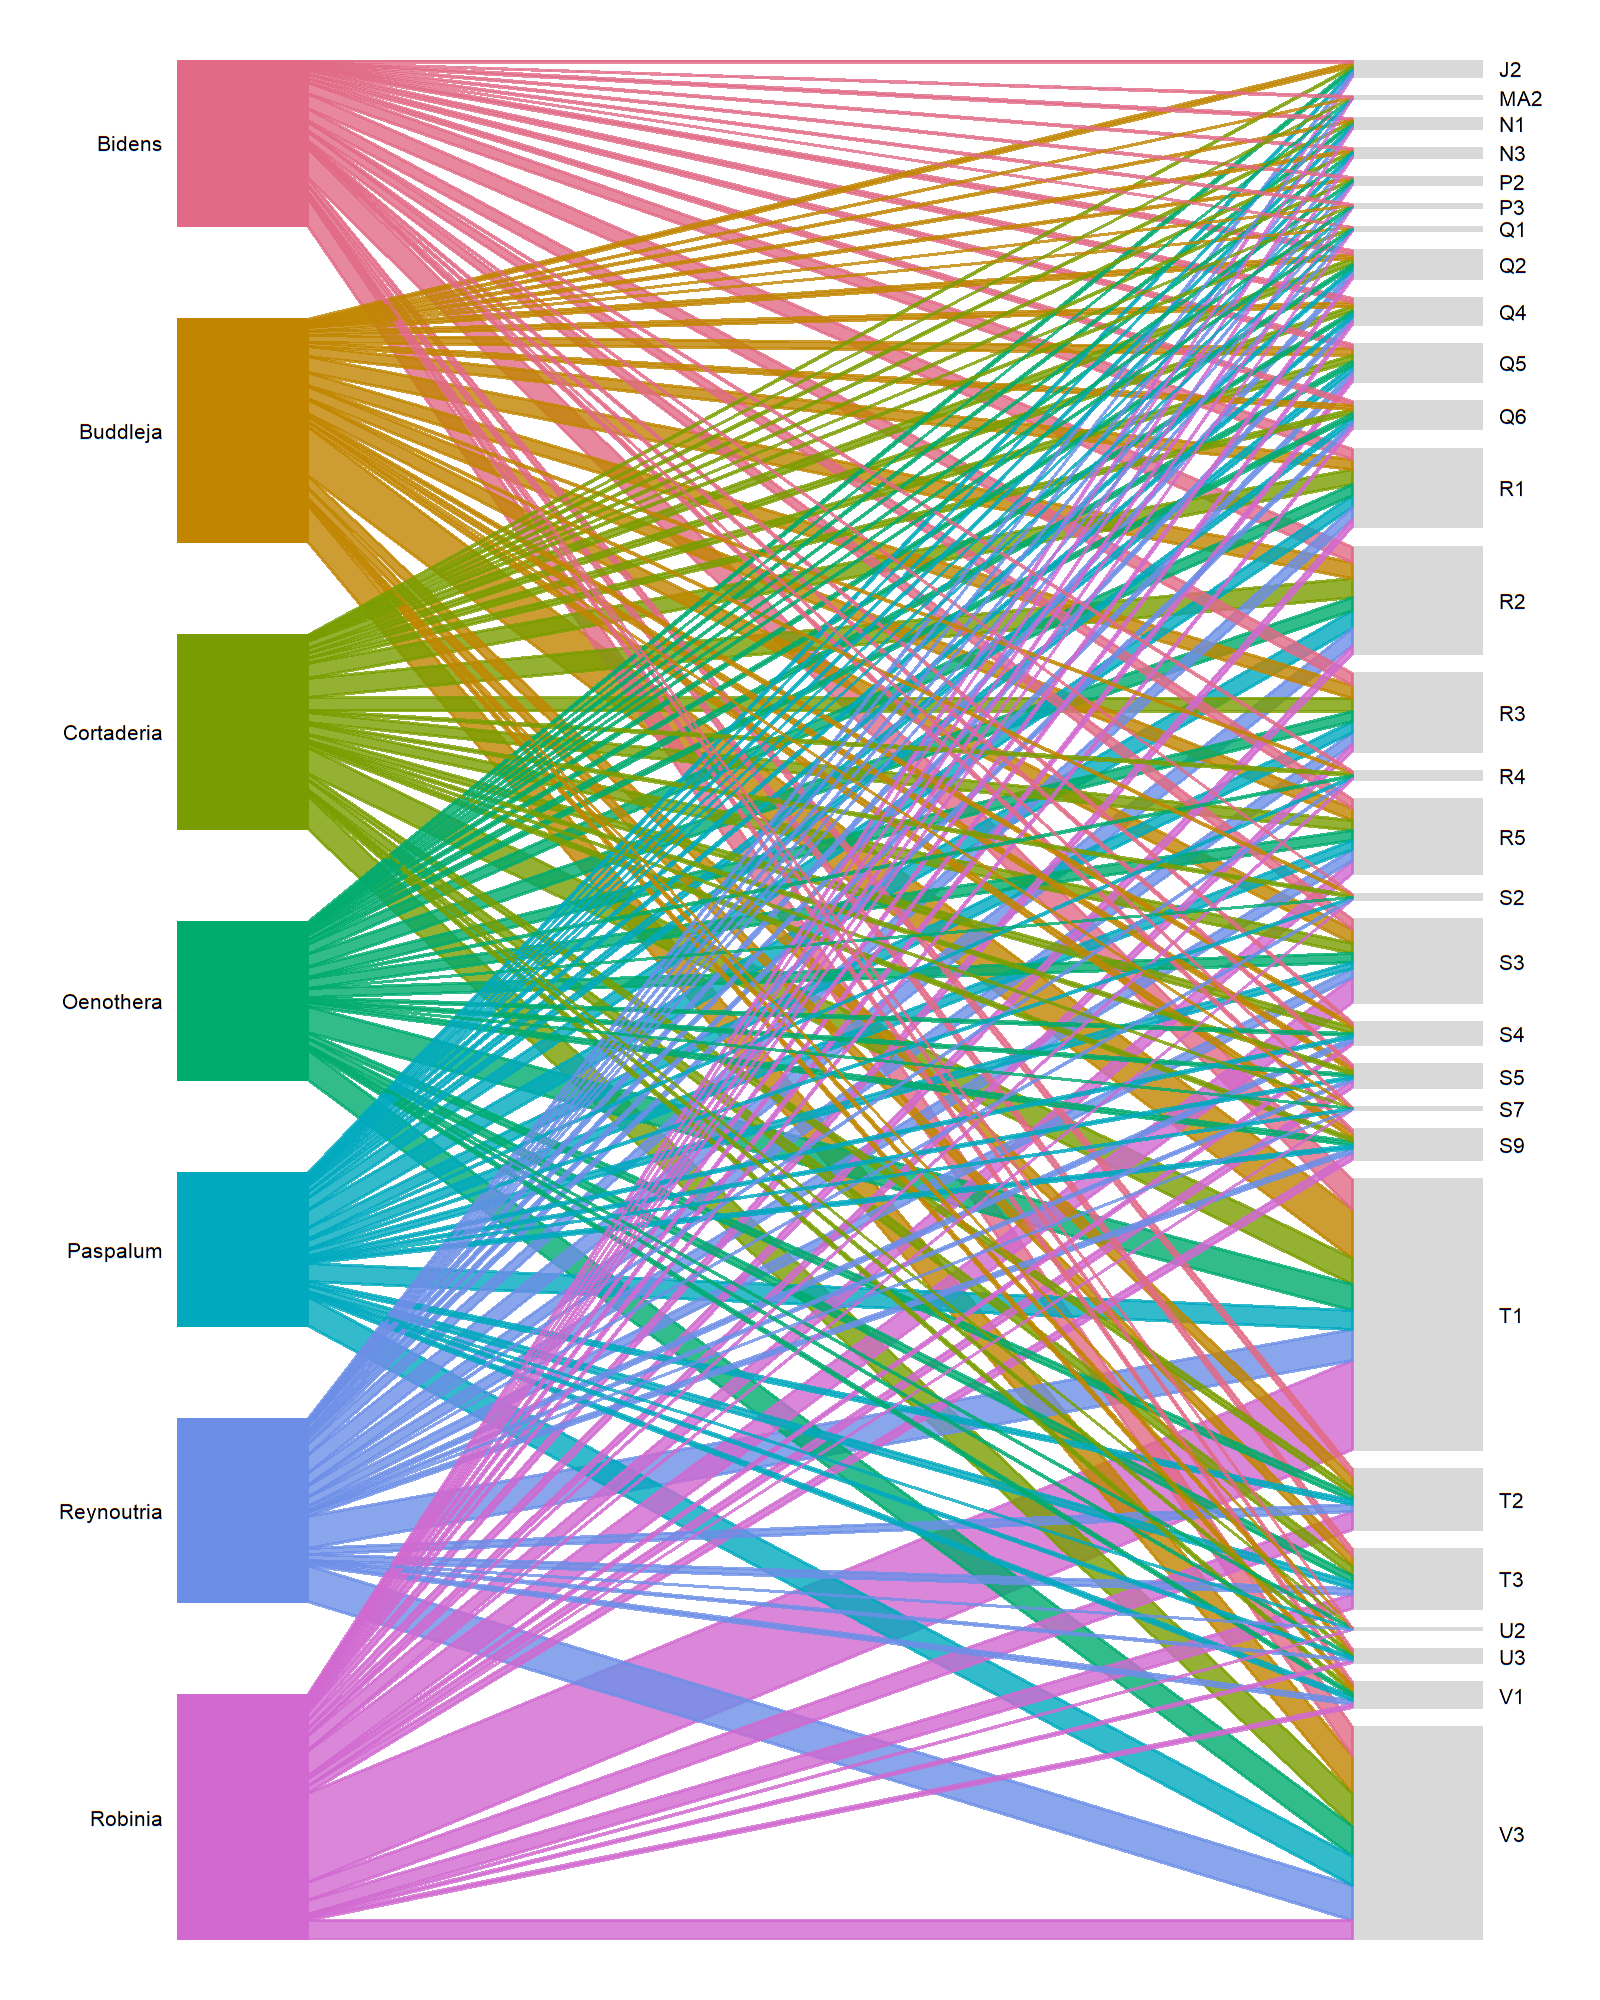 Bidens
Buddleja
Cortaderia
Oenothera
Paspalum
Reynoutria
Robinia
J2
MA2
N1
N3
P2
P3
Q1
Q2
Q4
Q5
Q6
R1
R2
R3
R4
R5
S2
S3
S4
S5
S7
S9
T1
T2
T3
U2
U3
V1
V3